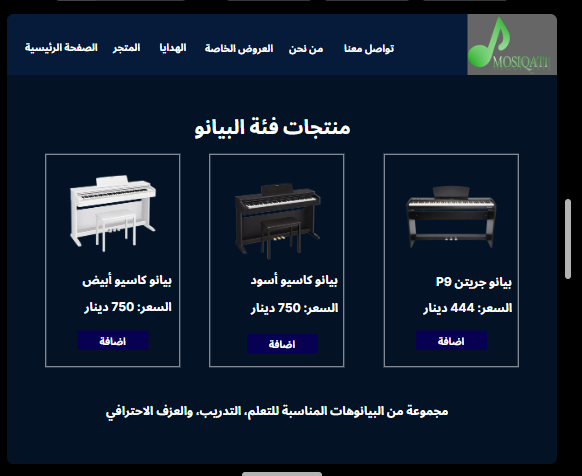 MOSIQATI
الصفحة الرئيسية المتجر الهدايا العروض الخاصة من نحن تواصل معنا
منتجات فئة البيانو
بيانو جريتن P9
السعر: 444 دينار
اضافة
بيانو كاسيو أسود
السعر: 750 دينار
اضافة
بيانو كاسيو أبيض
السعر: 750 دينار
اضافة
مجموعة من البيانوهات المناسبة للتعلم، التدريب، والعزف الاحترافي